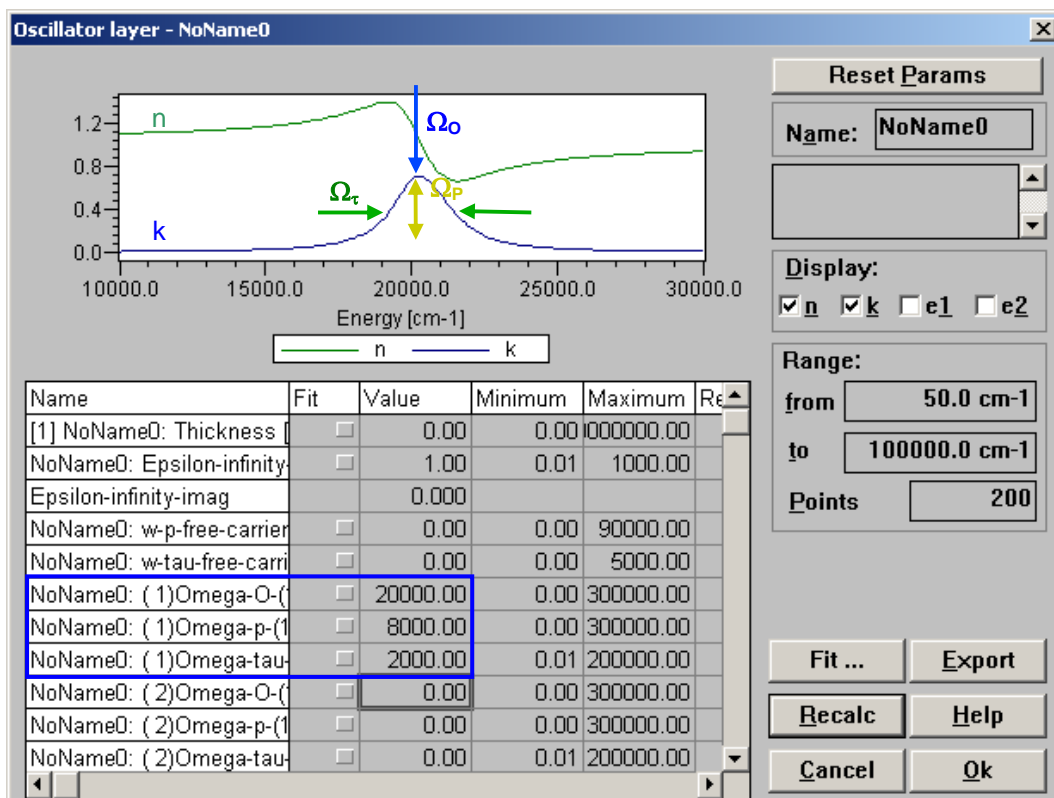 Oscillator layer - NoName0
Reset Params
Name: NoName0
n
Ω₀
Ωτ
Ωₚ
k
1.2
0.8
0.4
0.0
10000.0 15000.0 20000.0 25000.0 30000.0
Energy [cm-1]
n k
Display:
n k e1 e2
Range:
from 50.0 cm-1
to 100000.0 cm-1
Points 200
Name Fit Value Minimum Maximum Re
[1] NoName0: Thickness [ 0.00 0.00 000000.00
NoName0: Epsilon-infinity- 1.00 0.01 1000.00
Epsilon-infinity-imag 0.000
NoName0: w-p-free-carrier 0.00 0.00 90000.00
NoName0: w-tau-free-carri 0.00 0.00 5000.00
NoName0: ( 1)Omega-O-( 20000.00 0.00 300000.00
NoName0: ( 1)Omega-p-(1 8000.00 0.00 300000.00
NoName0: ( 1)Omega-tau- 2000.00 0.01 200000.00
NoName0: ( 2)Omega-O-( 0.00 0.00 300000.00
NoName0: ( 2)Omega-p-(1 0.00 0.00 300000.00
NoName0: ( 2)Omega-tau- 0.00 0.01 200000.00
Fit ... Export
Recalc Help
Cancel Ok